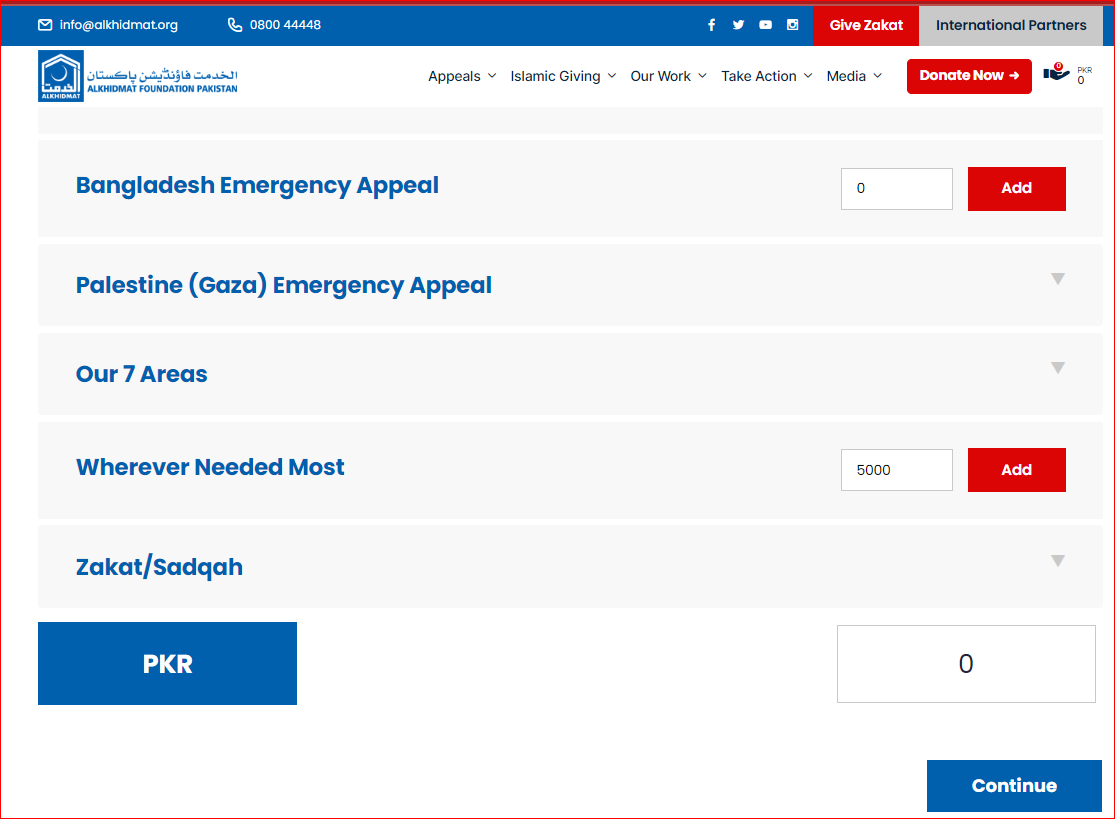 info@alkhidmat.org 0800 44448 Give Zakat International Partners
الخدمت فاؤنڈیشن پاکستان
ALKHIDMAT FOUNDATION PAKISTAN
الخدمت
ALKHIDMAT
Appeals Islamic Giving Our Work Take Action Media Donate Now → 0 PKR
0
Bangladesh Emergency Appeal 0 Add
Palestine (Gaza) Emergency Appeal
Our 7 Areas
Wherever Needed Most 5000 Add
Zakat/Sadqah
PKR 0
Continue